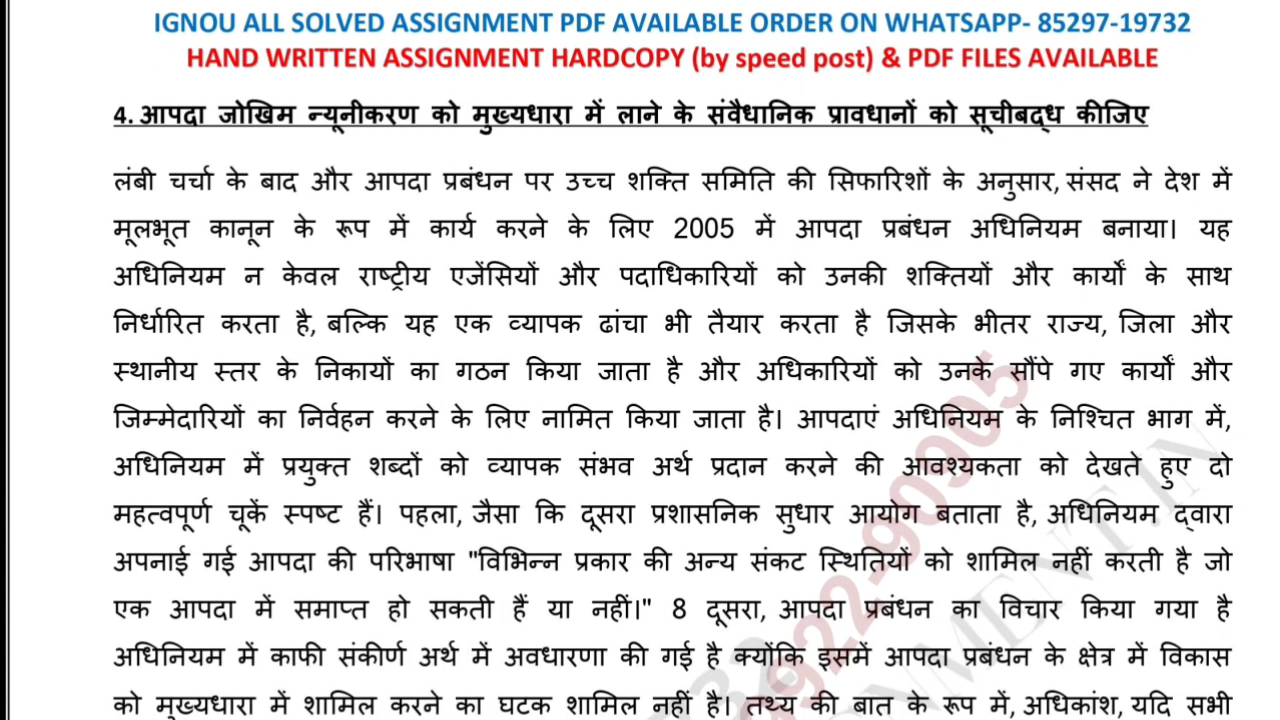 IGNOU ALL SOLVED ASSIGNMENT PDF AVAILABLE ORDER ON WHATSAPP- 85297-19732
HAND WRITTEN ASSIGNMENT HARDCOPY (by speed post) & PDF FILES AVAILABLE
4. आपदा जोखिम न्यूनीकरण को मुख्यधारा में लाने के संवैधानिक प्रावधानों को सूचीबद्ध कीजिए
लंबी चर्चा के बाद और आपदा प्रबंधन पर उच्च शक्ति समिति की सिफारिशों के अनुसार, संसद ने देश में
मूलभूत कानून के रूप में कार्य करने के लिए 2005 में आपदा प्रबंधन अधिनियम बनाया। यह
अधिनियम न केवल राष्ट्रीय एजेंसियों और पदाधिकारियों को उनकी शक्तियों और कार्यों के साथ
निर्धारित करता है, बल्कि यह एक व्यापक ढांचा भी तैयार करता है जिसके भीतर राज्य, जिला और
स्थानीय स्तर के निकायों का गठन किया जाता है और अधिकारियों को उनके सौंपे गए कार्यों और
जिम्मेदारियों का निर्वहन करने के लिए नामित किया जाता है। आपदाएं अधिनियम के निश्चित भाग में,
अधिनियम में प्रयुक्त शब्दों को व्यापक संभव अर्थ प्रदान करने की आवश्यकता को देखते हुए दो
महत्वपूर्ण चूकें स्पष्ट हैं। पहला, जैसा कि दूसरा प्रशासनिक सुधार आयोग बताता है, अधिनियम द्वारा
अपनाई गई आपदा की परिभाषा "विभिन्न प्रकार की अन्य संकट स्थितियों को शामिल नहीं करती है जो
एक आपदा में समाप्त हो सकती हैं या नहीं।" 8 दूसरा, आपदा प्रबंधन का विचार किया गया है
अधिनियम में काफी संकीर्ण अर्थ में अवधारणा की गई है क्योंकि इसमें आपदा प्रबंधन के क्षेत्र में विकास
को मुख्यधारा में शामिल करने का घटक शामिल नहीं है। तथ्य की बात के रूप में, अधिकांश, यदि सभी